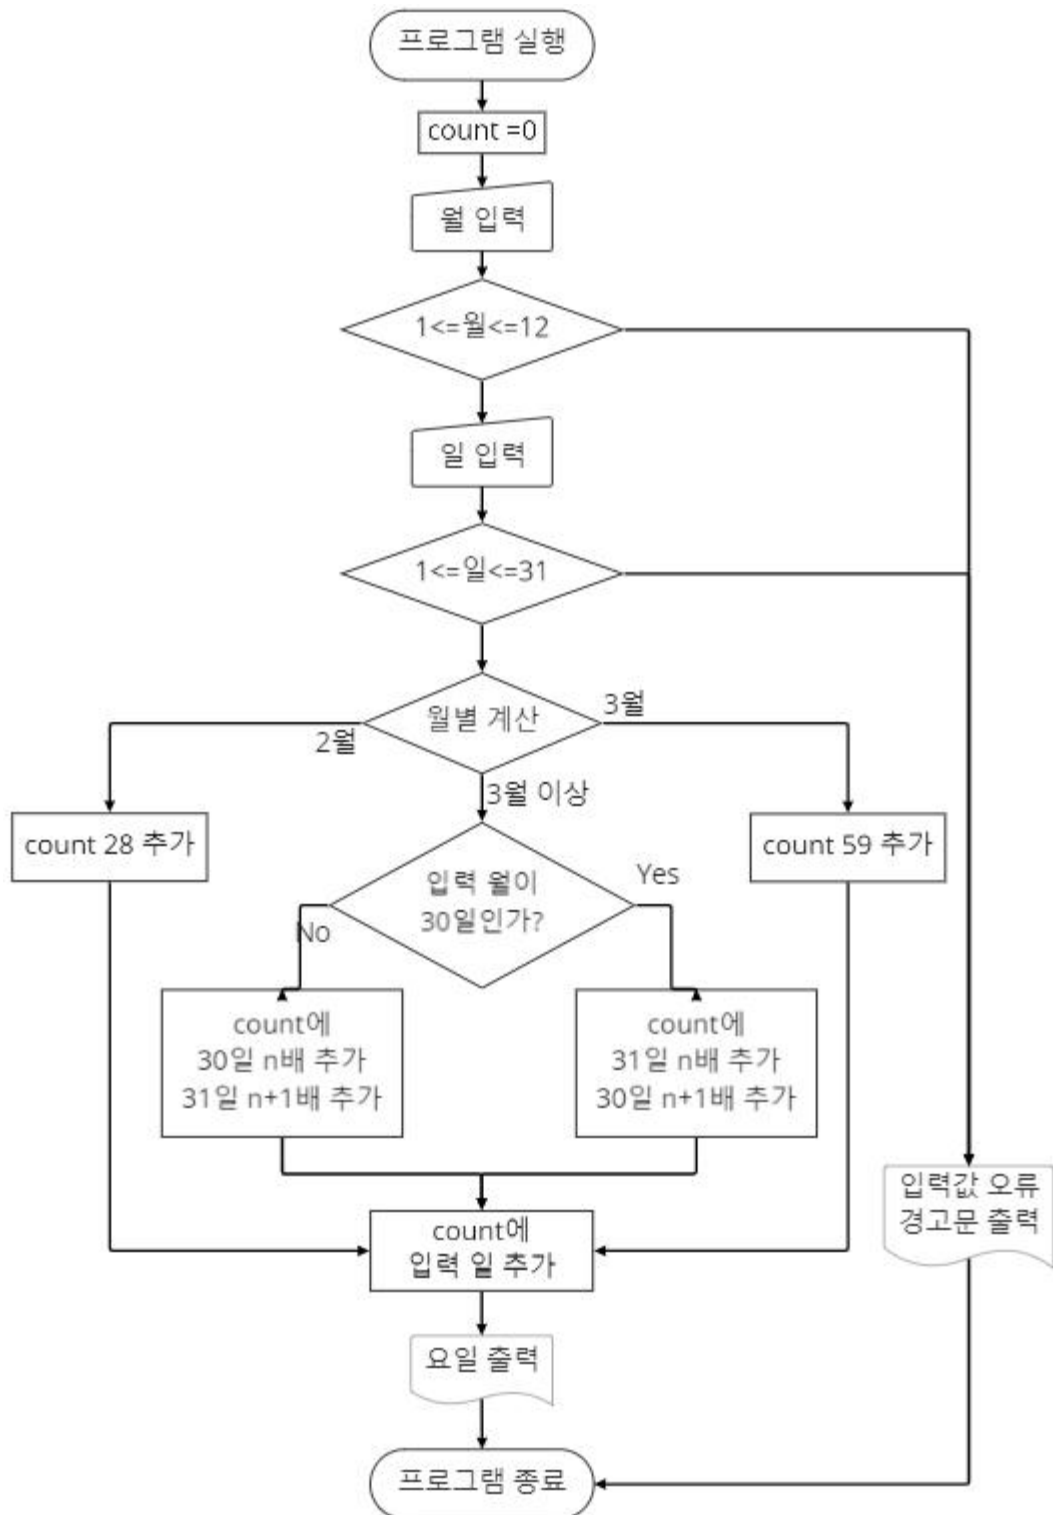 프로그램 실행
count =0
월 입력
1<=월<=12
일 입력
1<=일<=31
월별 계산
2월
3월
3월 이상
count 28 추가
count 59 추가
입력 월이
30일인가?
No
Yes
count에
30일 n배 추가
31일 n+1배 추가
count에
31일 n배 추가
30일 n+1배 추가
입력값 오류
경고문 출력
count에
입력 일 추가
요일 출력
프로그램 종료